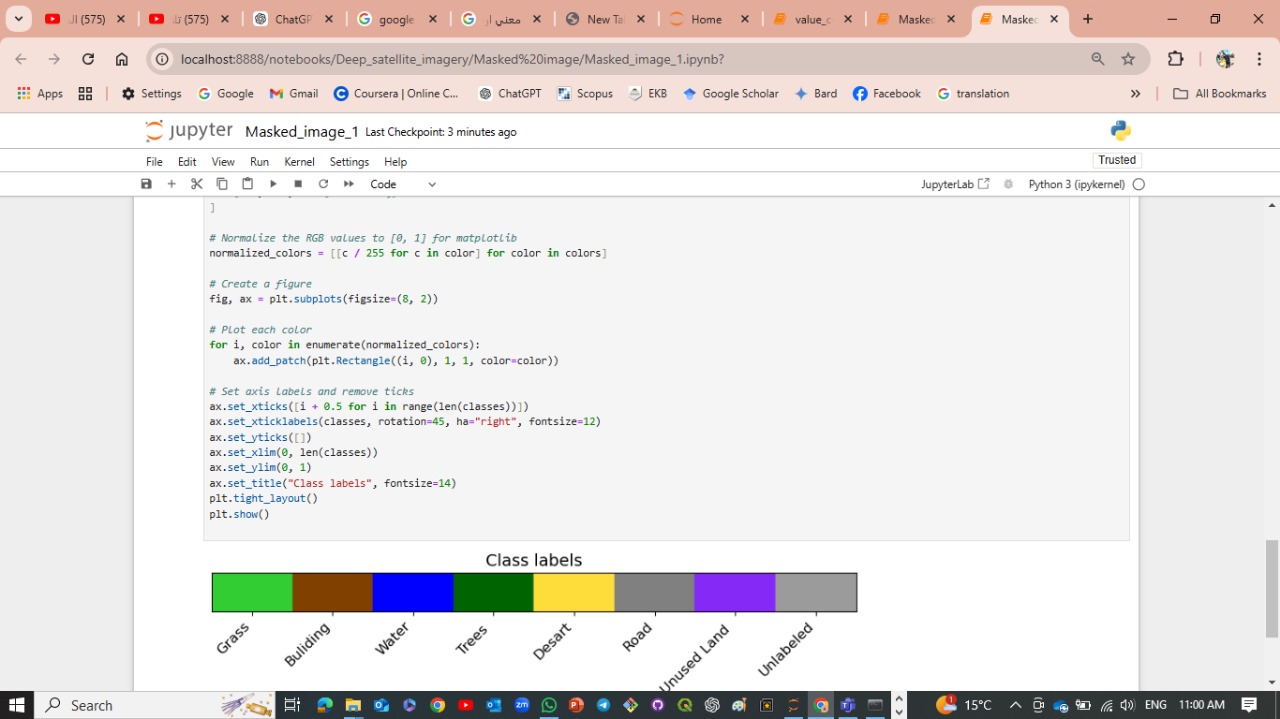 (575) ال
(575) تا
ChatGP
google
معني ار
New Ta
Home
value_c
Masked
Masked
localhost:8888/notebooks/Deep_satellite_imagery/Masked%20image/Masked_image_1.ipynb?
Apps
Settings
Google
Gmail
Coursera | Online C...
ChatGPT
Scopus
EKB
Google Scholar
Bard
Facebook
translation
»
All Bookmarks
jupyter Masked_image_1 Last Checkpoint: 3 minutes ago
File Edit View Run Kernel Settings Help
Trusted
Code
JupyterLab
Python 3 (ipykernel)
]
# Normalize the RGB values to [0, 1] for matplotlib
normalized_colors = [[c / 255 for c in color] for color in colors]
# Create a figure
fig, ax = plt.subplots(figsize=(8, 2))
# Plot each color
for i, color in enumerate(normalized_colors):
    ax.add_patch(plt.Rectangle((i, 0), 1, 1, color=color))
# Set axis labels and remove ticks
ax.set_xticks([i + 0.5 for i in range(len(classes))])
ax.set_xticklabels(classes, rotation=45, ha="right", fontsize=12)
ax.set_yticks([])
ax.set_xlim(0, len(classes))
ax.set_ylim(0, 1)
ax.set_title("Class labels", fontsize=14)
plt.tight_layout()
plt.show()
Class labels
Grass
Buliding
Water
Trees
Desart
Road
Unused Land
Unlabeled
Search
zm
1
15°C
ENG
11:00 AM